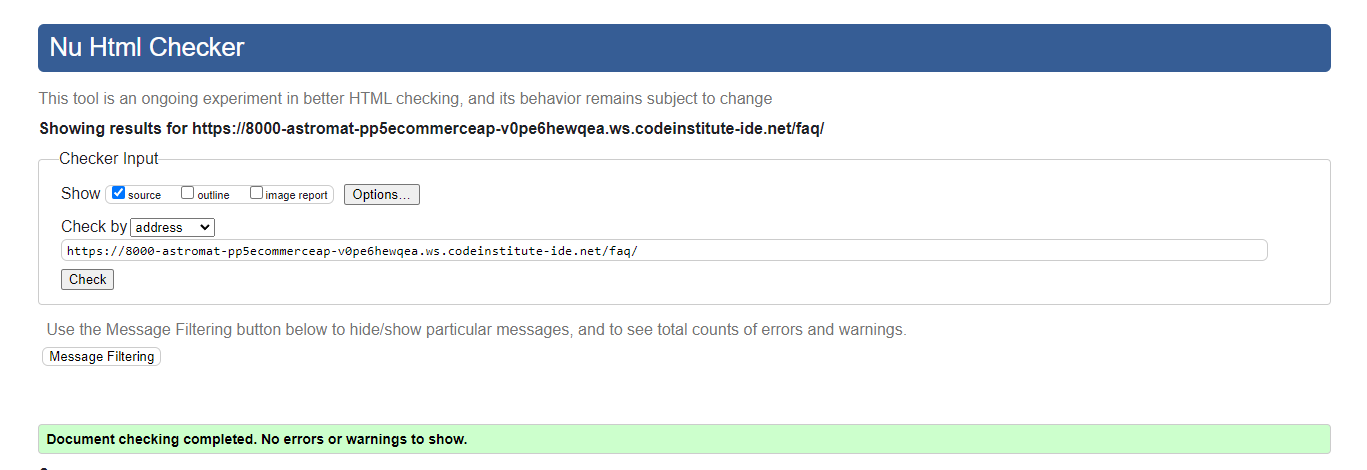 Nu Html Checker
This tool is an ongoing experiment in better HTML checking, and its behavior remains subject to change
Showing results for https://8000-astromat-pp5ecommerceap-v0pe6hewqea.ws.codeinstitute-ide.net/faq/
Checker Input
Show source outline image report Options...
Check by address
https://8000-astromat-pp5ecommerceap-v0pe6hewqea.ws.codeinstitute-ide.net/faq/
Check
Use the Message Filtering button below to hide/show particular messages, and to see total counts of errors and warnings.
Message Filtering
Document checking completed. No errors or warnings to show.